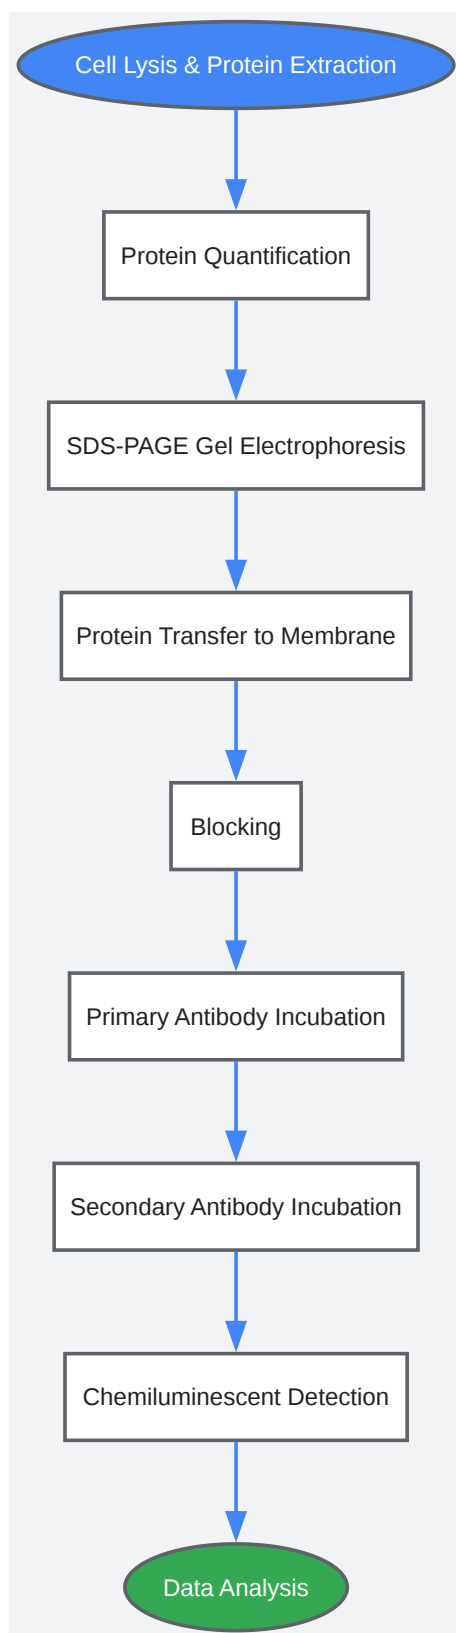 Cell Lysis & Protein Extraction
Protein Quantification
SDS-PAGE Gel Electrophoresis
Protein Transfer to Membrane
Blocking
Primary Antibody Incubation
Secondary Antibody Incubation
Chemiluminescent Detection
Data Analysis